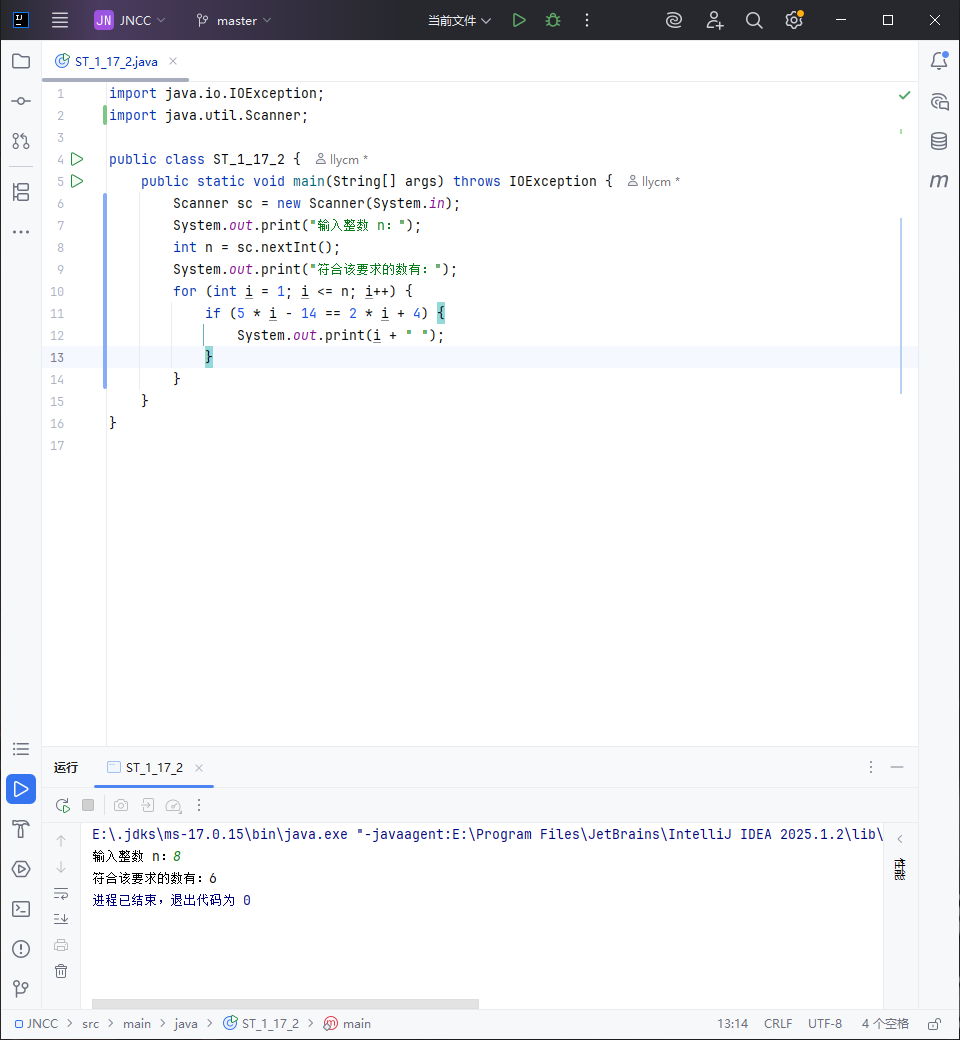 JN JNCC master 当前文件
ST_1_17_2.java
1 import java.io.IOException;
2 import java.util.Scanner;
3
4 public class ST_1_17_2 { llycm *
5 public static void main(String[] args) throws IOException { llycm *
6 Scanner sc = new Scanner(System.in);
7 System.out.print("输入整数 n：");
8 int n = sc.nextInt();
9 System.out.print("符合该要求的数有：");
10 for (int i = 1; i <= n; i++) {
11 if (5 * i - 14 == 2 * i + 4) {
12 System.out.print(i + " ");
13 }
14 }
15 }
16 }
17
运行 ST_1_17_2
E:\.jdks\ms-17.0.15\bin\java.exe "-javaagent:E:\Program Files\JetBrains\IntelliJ IDEA 2025.1.2\lib\
输入整数 n：8
符合该要求的数有：6
进程已结束，退出代码为 0
性能
JNCC > src > main > java > ST_1_17_2 > main 13:14 CRLF UTF-8 4 个空格